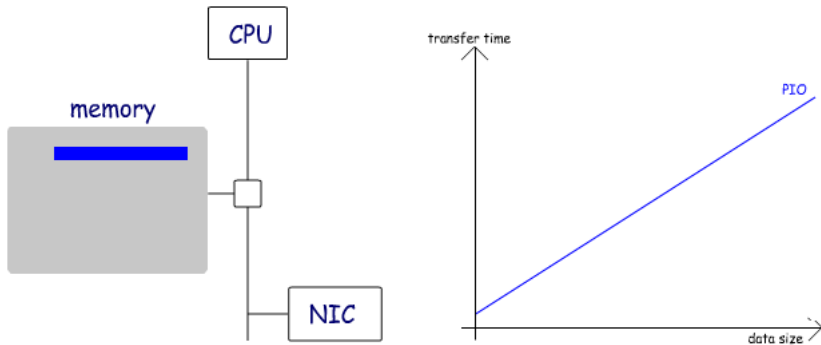 CPU
memory
NIC
transfer time
PIO
data size